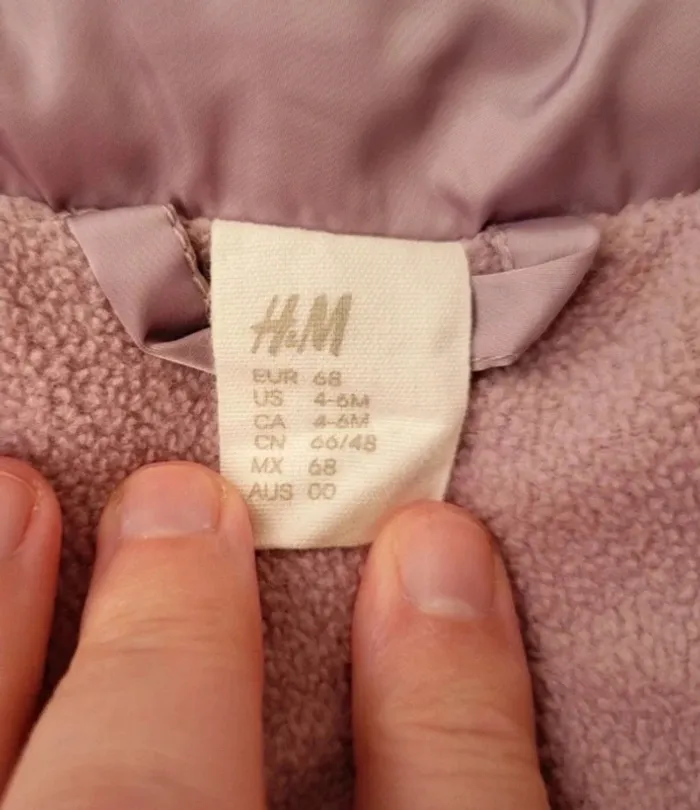 H&M
EUR 68
US 4-6M
CA 4-6M
CN 66/48
MX 68
AUS 00